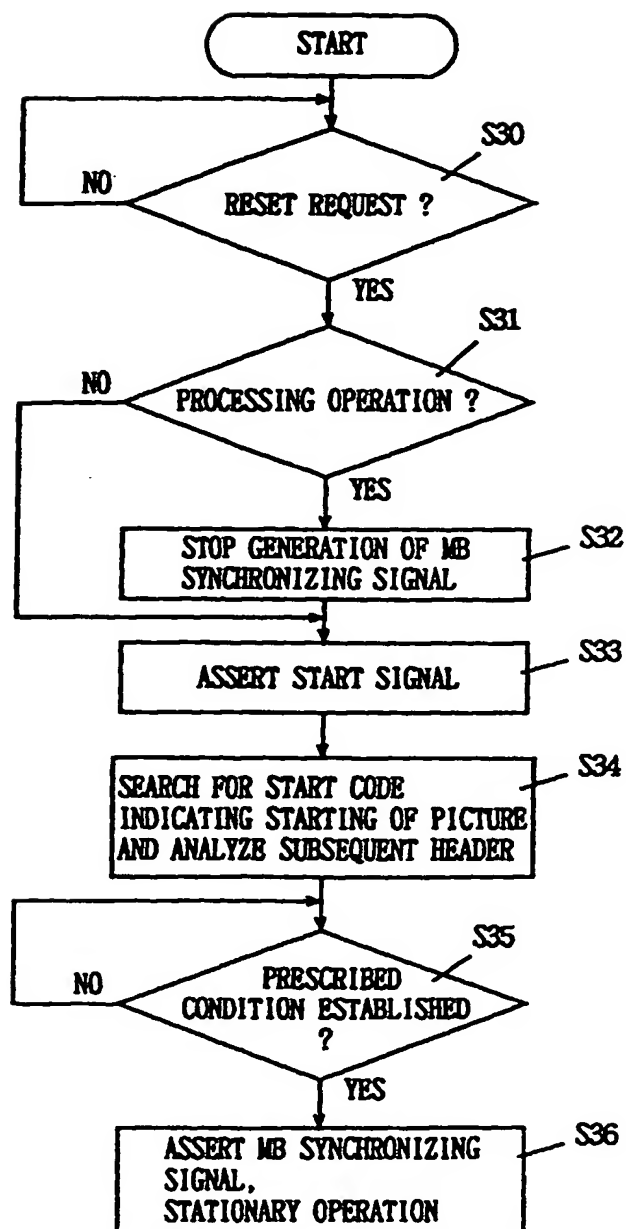 START
S30
NO
RESET REQUEST ?
YES
S31
NO
PROCESSING OPERATION ?
YES
S32
STOP GENERATION OF MB
SYNCHRONIZING SIGNAL
S33
ASSERT START SIGNAL
S34
SEARCH FOR START CODE
INDICATING STARTING OF PICTURE
AND ANALYZE SUBSEQUENT HEADER
S35
NO
PRESCRIBED
CONDITION ESTABLISHED
?
YES
S36
ASSERT MB SYNCHRONIZING
SIGNAL,
STATIONARY OPERATION